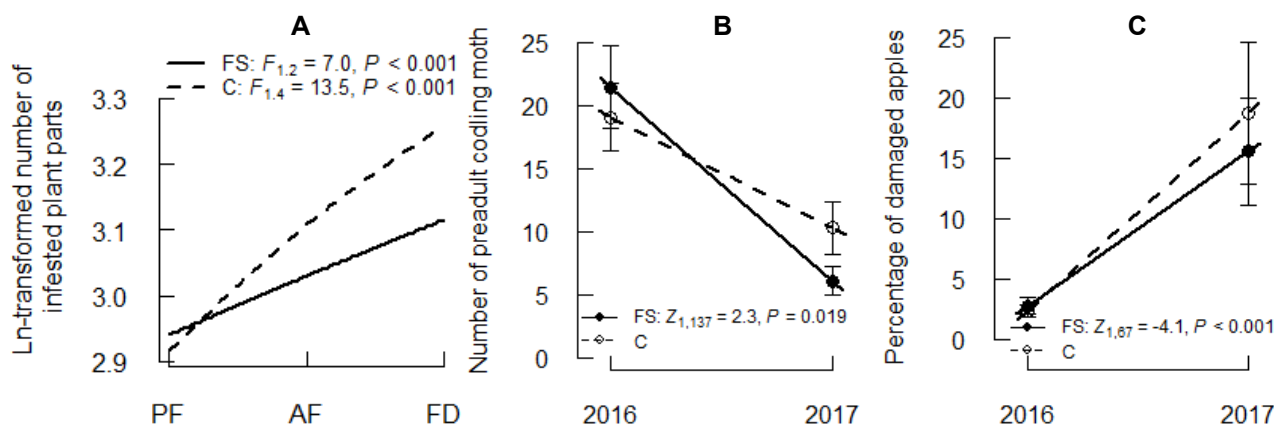 A
Ln-transformed number of
infested plant parts
FS: F1.2 = 7.0, P < 0.001
C: F1.4 = 13.5, P < 0.001
3.3
3.2
3.1
3.0
2.9
PF AF FD
B
Number of preadult codling moth
25
20
15
10
5
0
FS: Z1,137 = 2.3, P = 0.019
C
2016 2017
C
Percentage of damaged apples
25
20
15
10
5
0
FS: Z1,67 = -4.1, P < 0.001
C
2016 2017